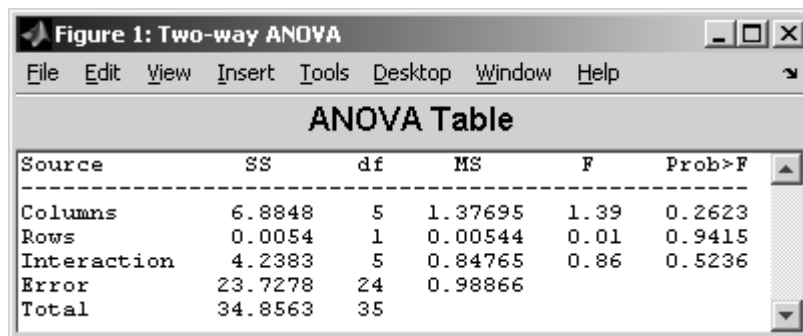 Figure 1: Two-way ANOVA
File Edit View Insert Tools Desktop Window Help
ANOVA Table
Source SS df MS F Prob>F
--------------------------------------------------------------
Columns 6.8848 5 1.37695 1.39 0.2623
Rows 0.0054 1 0.00544 0.01 0.9415
Interaction 4.2383 5 0.84765 0.86 0.5236
Error 23.7278 24 0.98866
Total 34.8563 35